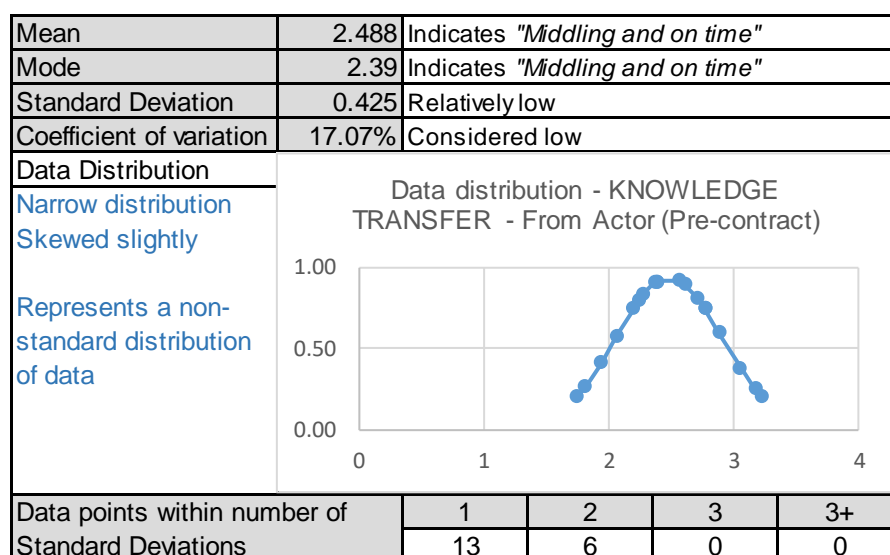 Mean 2.488 Indicates "Middling and on time"
Mode 2.39 Indicates "Middling and on time"
Standard Deviation 0.425 Relatively low
Coefficient of variation 17.07% Considered low
Data Distribution
Narrow distribution
Skewed slightly
Represents a non-
standard distribution
of data
Data distribution - KNOWLEDGE
TRANSFER - From Actor (Pre-contract)
1.00
0.50
0.00
0 1 2 3 4
Data points within number of 1 2 3 3+
Standard Deviations 13 6 0 0